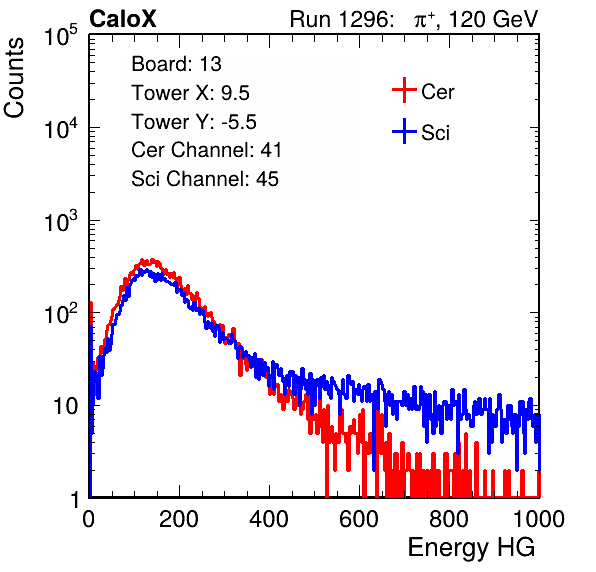 CaloX Run 1296: π⁺, 120 GeV
Counts
Board: 13
Tower X: 9.5
Tower Y: -5.5
Cer Channel: 41
Sci Channel: 45
Cer
Sci
10⁵
10⁴
10³
10²
10
1
0 200 400 600 800 1000
Energy HG